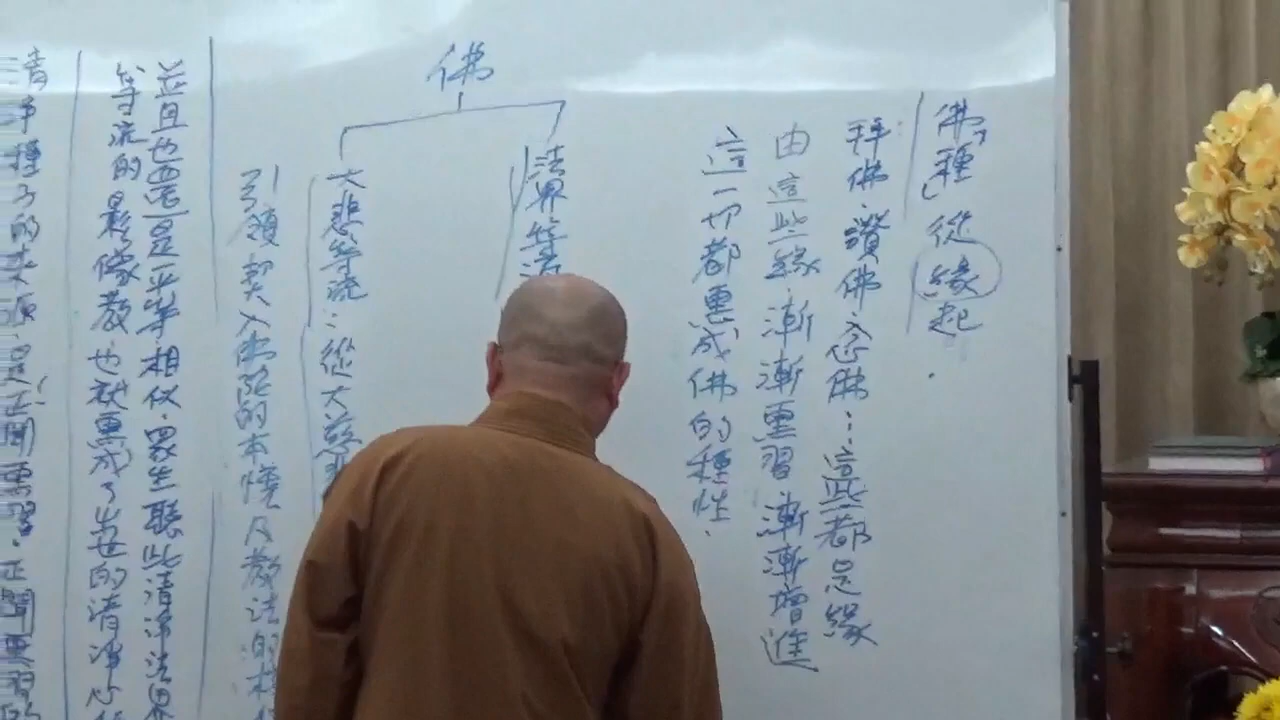 佛種從緣起
拜佛、讚佛、念佛…這些都是緣
由這些緣,漸漸熏習,漸漸增進
這一切都熏成佛的種性.
佛
法界等流
大悲等流:從大慈悲
引領契入佛陀的本懷及教法的核
並且也要是平等,相似.眾生聽些清淨法界
等流的影像教,也就熏成了出世的清淨心
清淨種子的來源,是正聞熏習.正聞熏習的